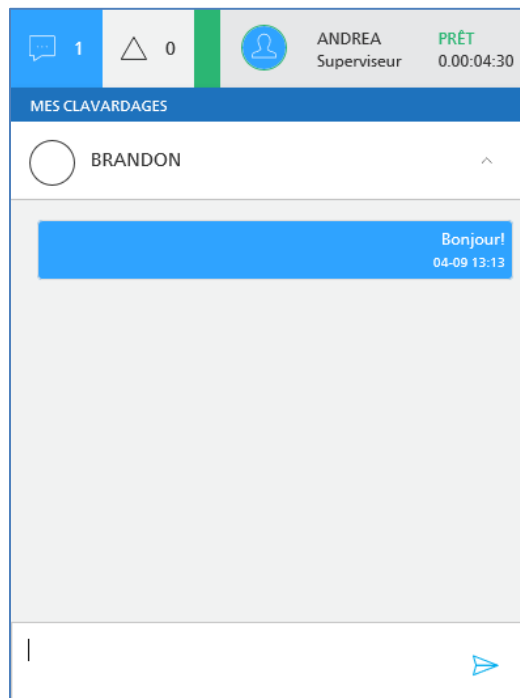 1
0
ANDREA
Superviseur
PRÊT
0.00:04:30
MES CLAVARDAGES
BRANDON
Bonjour!
04-09 13:13